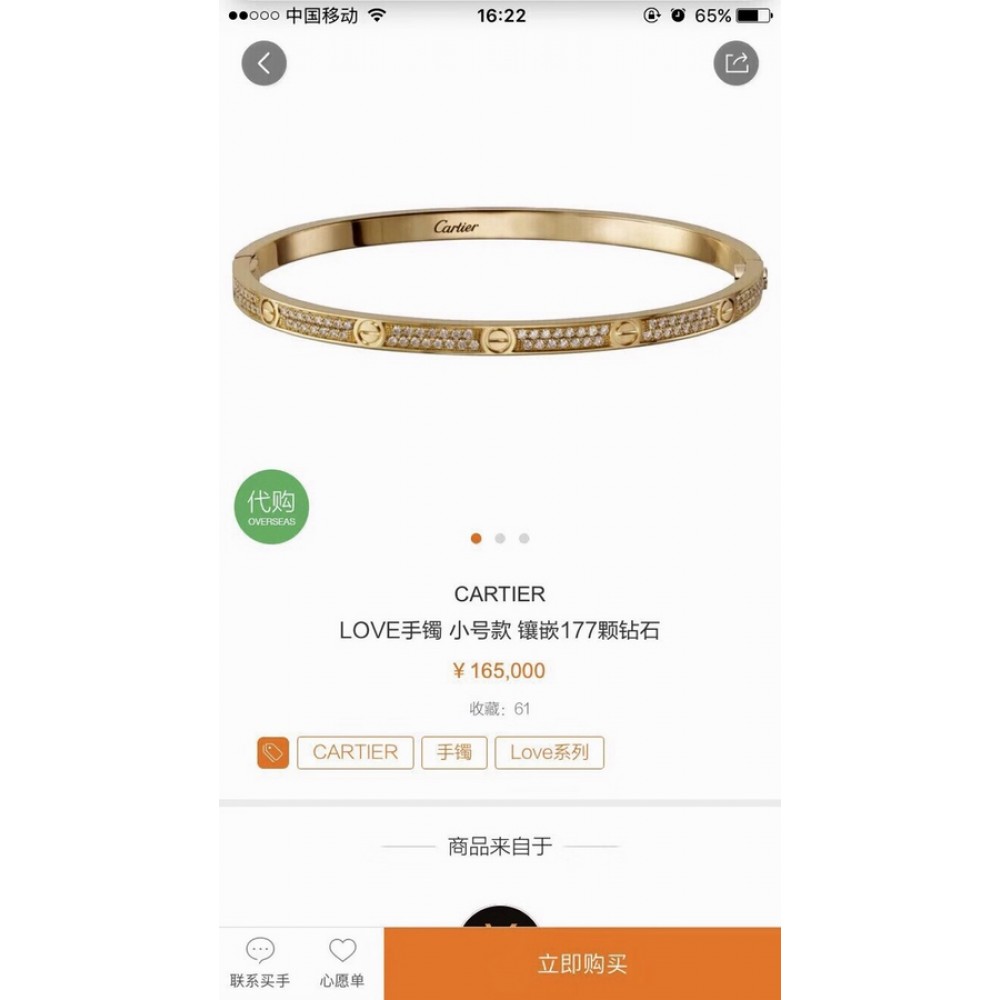 中国移动 16:22 65%
Cartier
代购
OVERSEAS
CARTIER
LOVE手镯 小号款 镶嵌177颗钻石
¥ 165,000
收藏：61
CARTIER 手镯 Love系列
商品来自于
联系买手 心愿单 立即购买